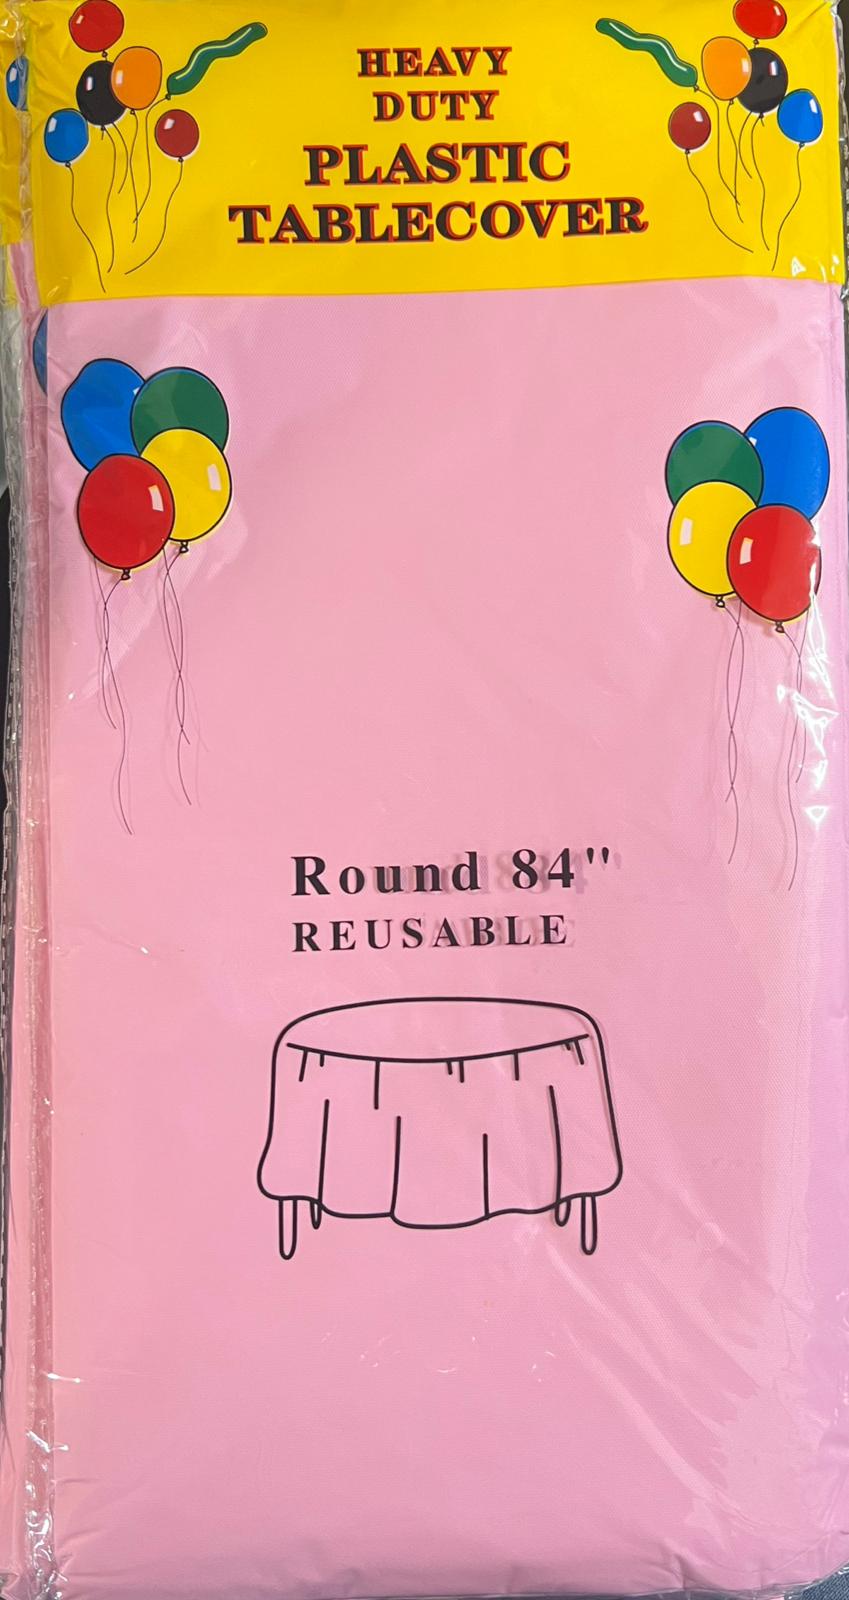 HEAVY
DUTY
PLASTIC
TABLECOVER
Round 84"
REUSABLE